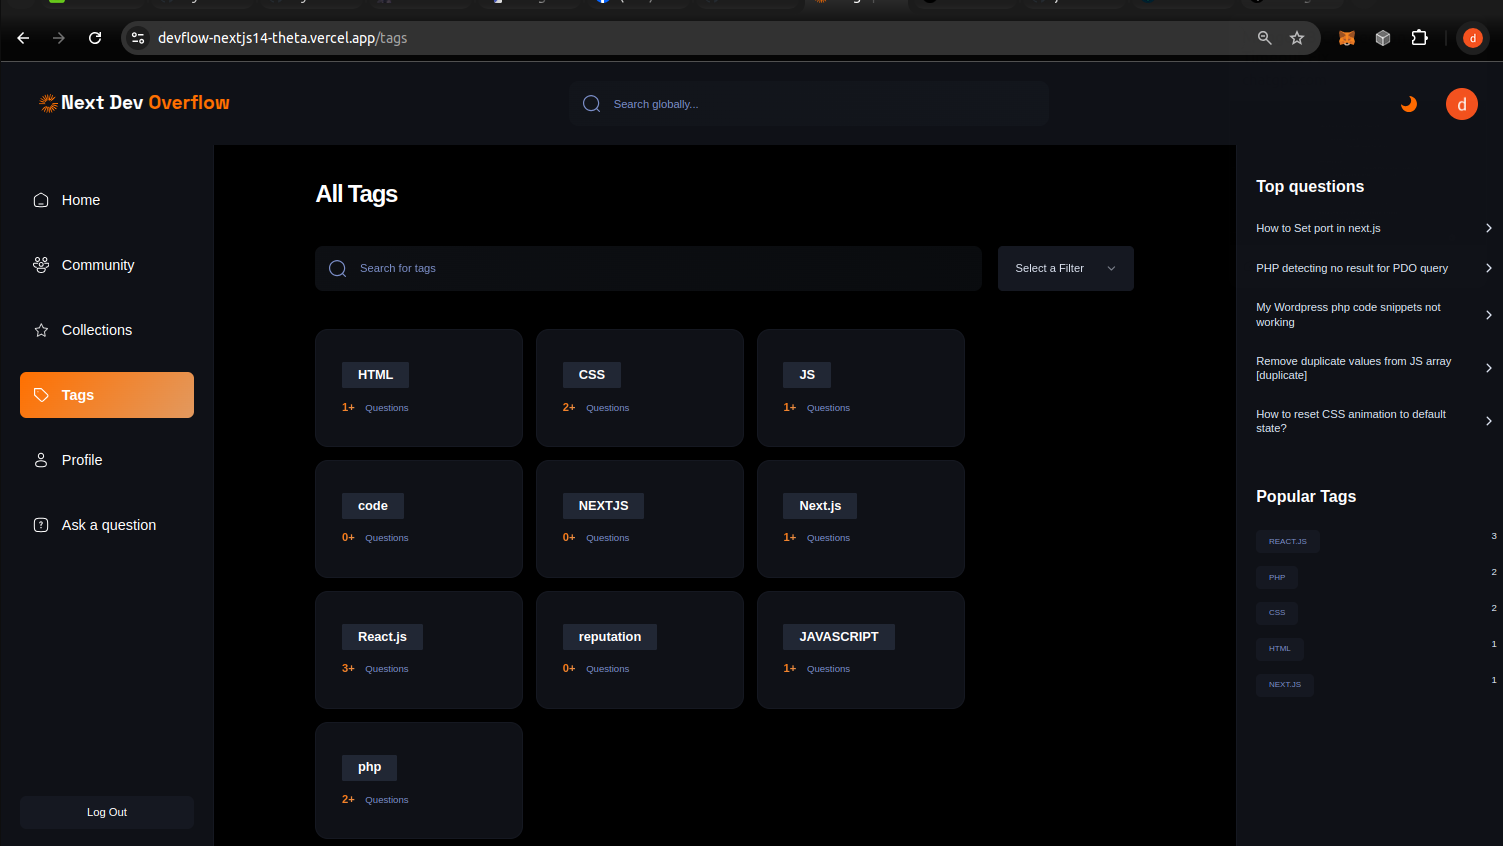 devflow-nextjs14-theta.vercel.app/tags
d
Next Dev Overflow
Search globally...
d
Home
Community
Collections
Tags
Profile
Ask a question
Log Out
All Tags
Search for tags
Select a Filter
HTML
1+ Questions
CSS
2+ Questions
JS
1+ Questions
code
0+ Questions
NEXTJS
0+ Questions
Next.js
1+ Questions
React.js
3+ Questions
reputation
0+ Questions
JAVASCRIPT
1+ Questions
php
2+ Questions
Top questions
How to Set port in next.js
PHP detecting no result for PDO query
My Wordpress php code snippets not
working
Remove duplicate values from JS array
[duplicate]
How to reset CSS animation to default
state?
Popular Tags
REACT.JS 3
PHP 2
CSS 2
HTML 1
NEXT.JS 1